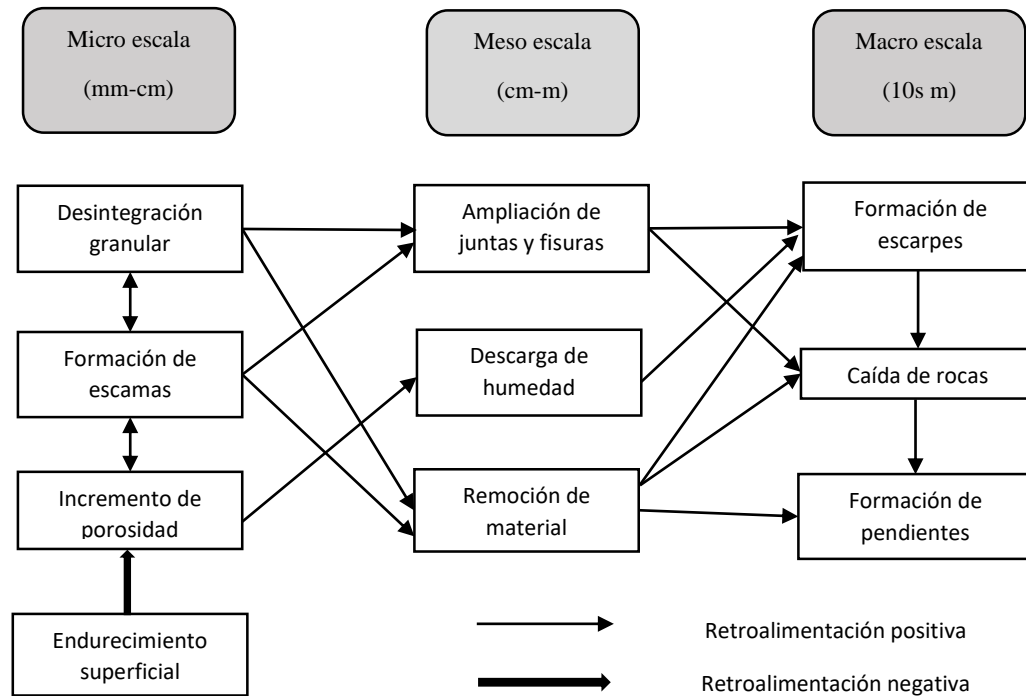 Micro escala
(mm-cm)
Meso escala
(cm-m)
Macro escala
(10s m)
Desintegración
granular
Ampliación de
juntas y fisuras
Formación de
escarpes
Formación de
escamas
Descarga de
humedad
Caída de rocas
Incremento de
porosidad
Remoción de
material
Formación de
pendientes
Endurecimiento
superficial
Retroalimentación positiva
Retroalimentación negativa